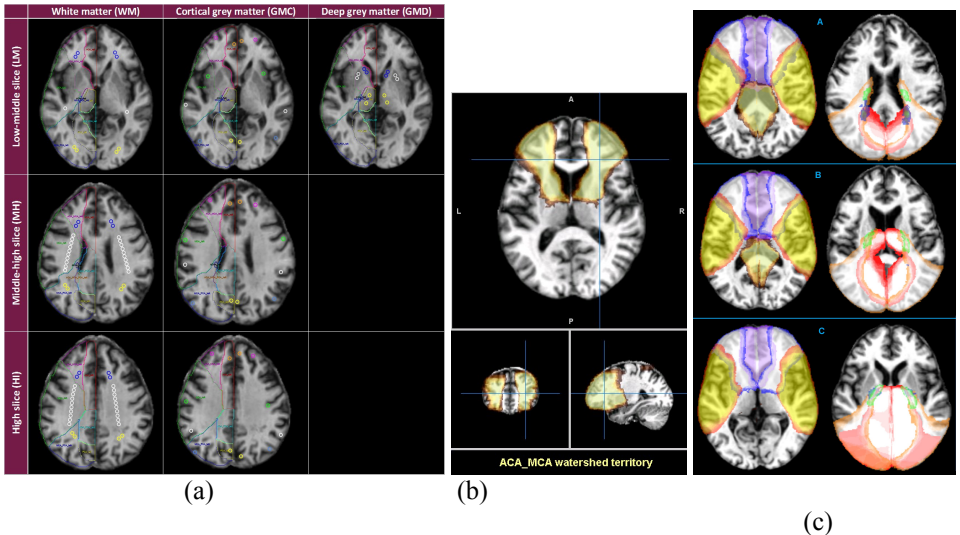 White matter (WM)
Cortical grey matter (GMC)
Deep grey matter (GMD)
Low-middle slice (LM)
Middle-high slice (MH)
High slice (HI)
(a)
A
L
R
P
ACA_MCA watershed territory
(b)
A
B
C
(c)